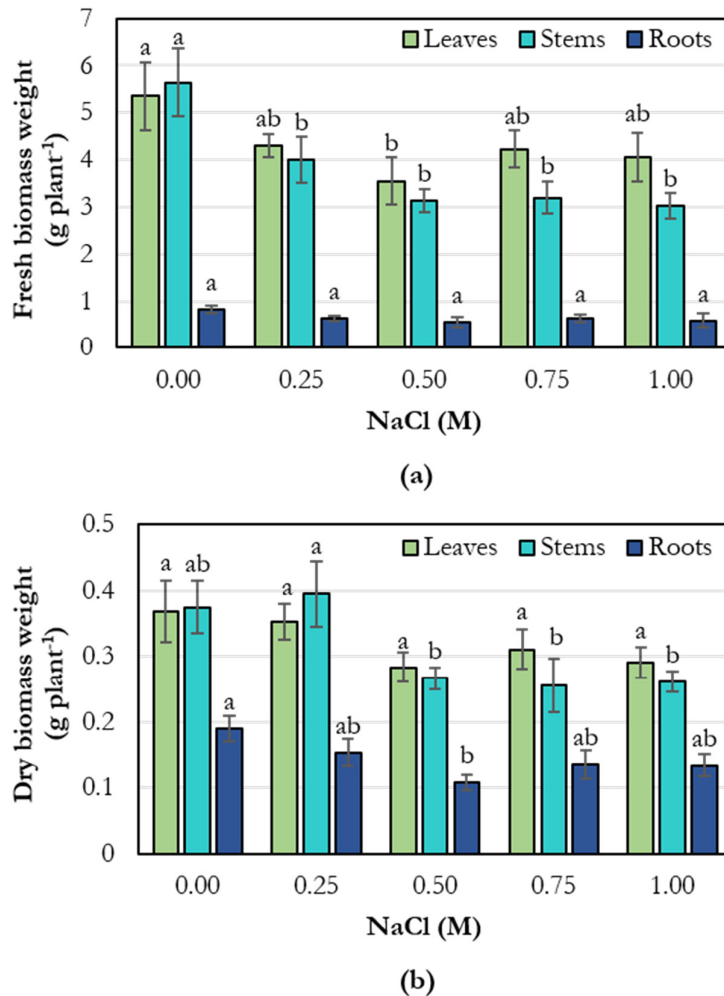 7
6
5
4
3
2
1
0
Fresh biomass weight
(g plant⁻¹)
Leaves Stems Roots
a a a
ab b a
b b a
ab b a
ab b a
0.00 0.25 0.50 0.75 1.00
NaCl (M)
(a)
0.5
0.4
0.3
0.2
0.1
0
Dry biomass weight
(g plant⁻¹)
Leaves Stems Roots
a ab a
a a ab
a b b
a b ab
a b ab
0.00 0.25 0.50 0.75 1.00
NaCl (M)
(b)